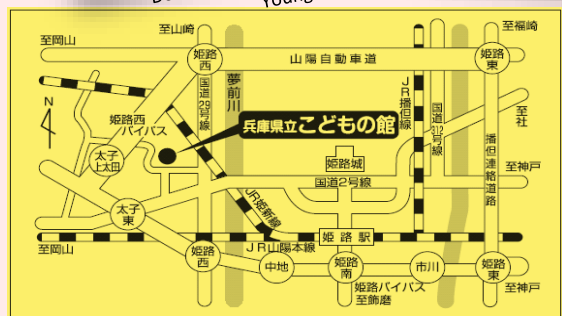 Young
至山崎
至福崎
至岡山
姫路西
山陽自動車道
姫路東
国道29号線
夢前川
JR播但線
国道312号線
至社
N
姫路西バイパス
兵庫県立こどもの館
太子上太田
姫路城
播但連絡道路
国道2号線
至神戸
JR姫新線
太子東
至岡山
JR山陽本線
姫路駅
姫路西
中地
姫路南
市川
姫路東
姫路バイパス
至飾磨
至神戸